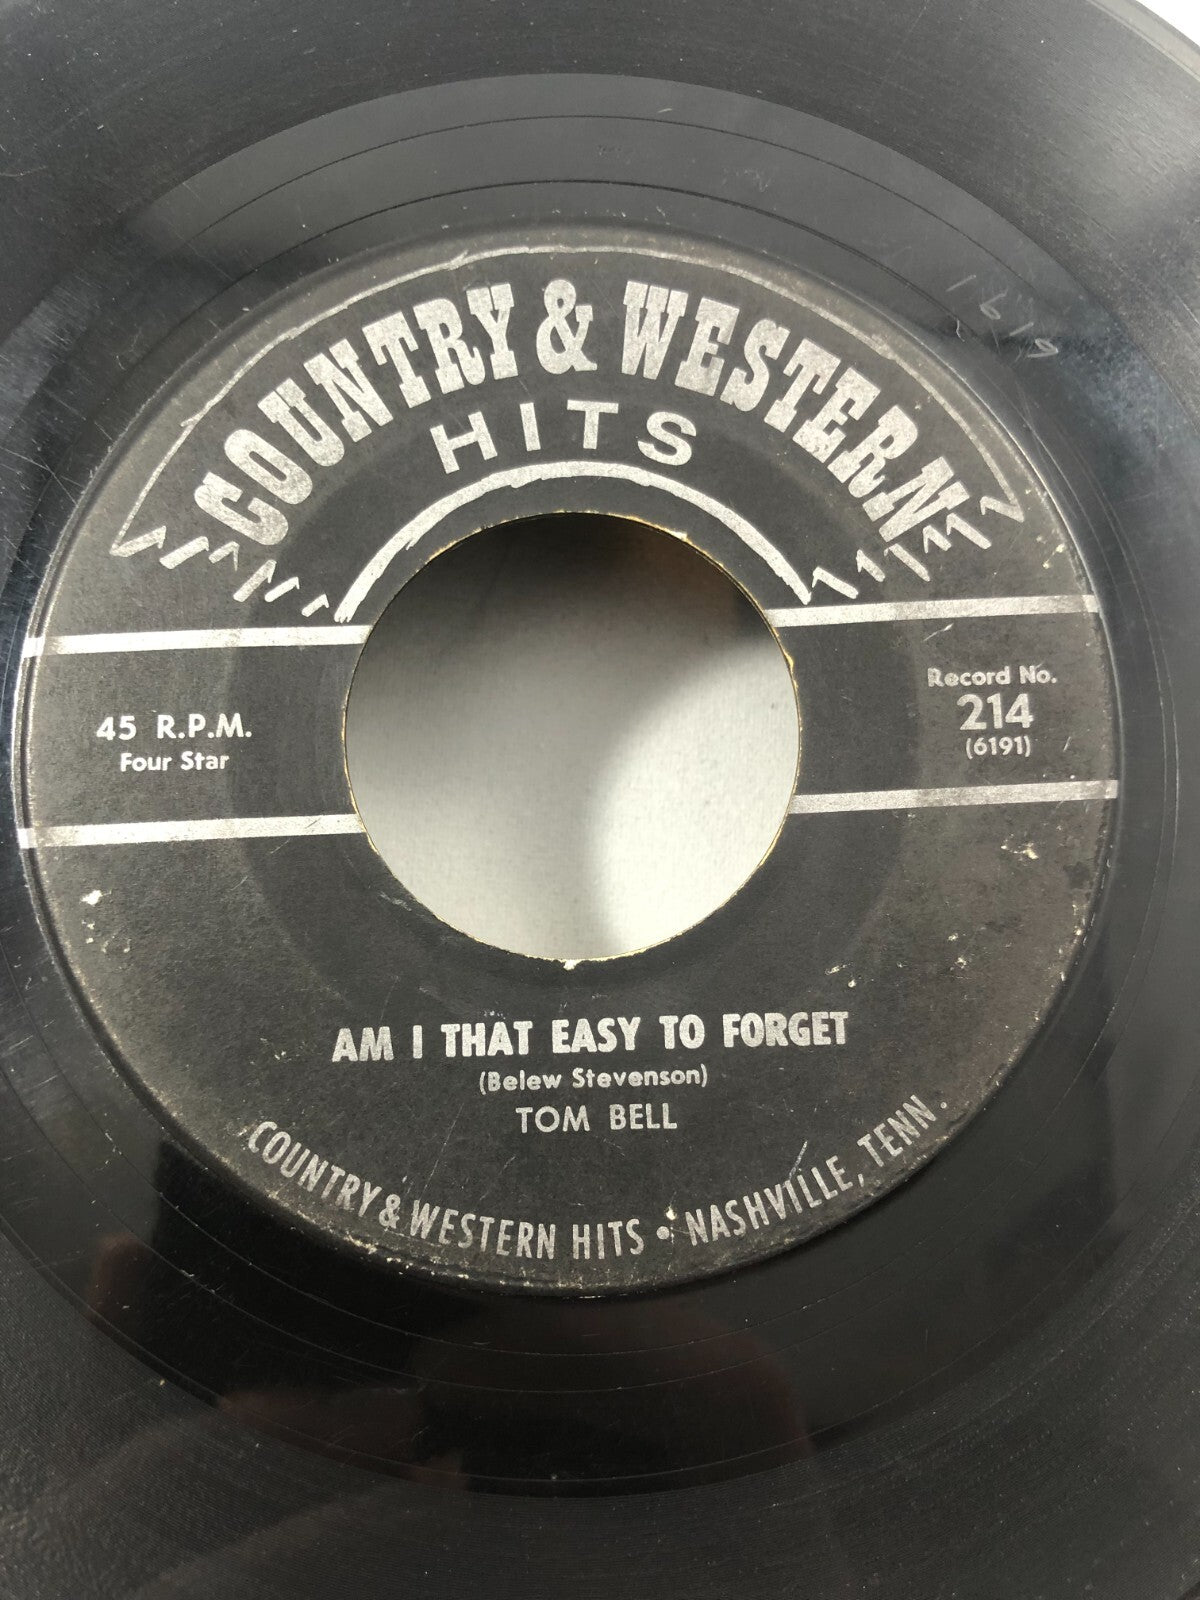 COUNTRY & WESTERN
HITS
45 R.P.M.
Four Star
Record No.
214
(6191)
AM I THAT EASY TO FORGET
(Belew Stevenson)
TOM BELL
COUNTRY & WESTERN HITS • NASHVILLE, TENN.